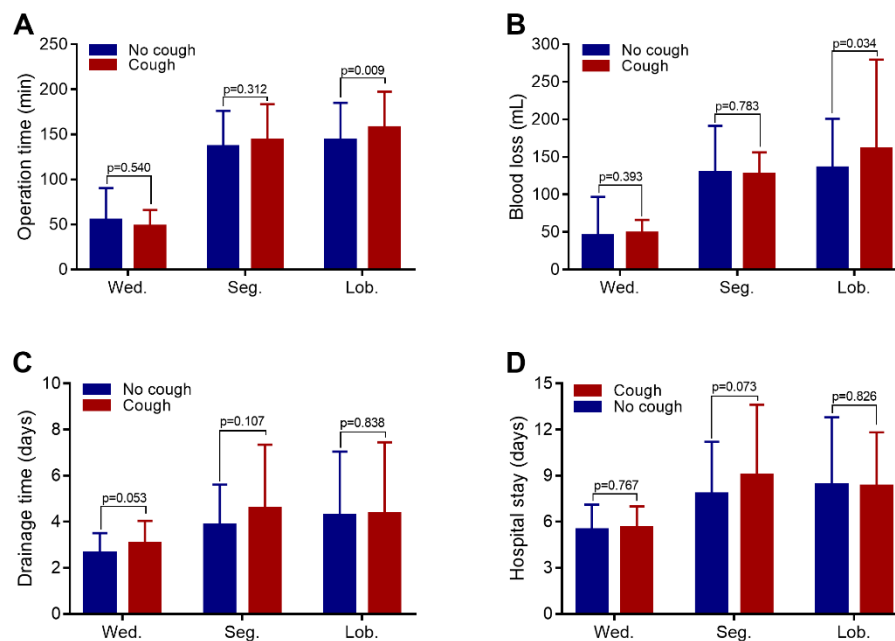 A
No cough
Cough
Operation time (min)
250
200
150
100
50
0
p=0.540
p=0.312
p=0.009
Wed.
Seg.
Lob.
B
No cough
Cough
Blood loss (mL)
300
250
200
150
100
50
0
p=0.393
p=0.783
p=0.034
Wed.
Seg.
Lob.
C
No cough
Cough
Drainage time (days)
10
8
6
4
2
0
p=0.053
p=0.107
p=0.838
Wed.
Seg.
Lob.
D
Cough
No cough
Hospital stay (days)
15
12
9
6
3
0
p=0.767
p=0.073
p=0.826
Wed.
Seg.
Lob.